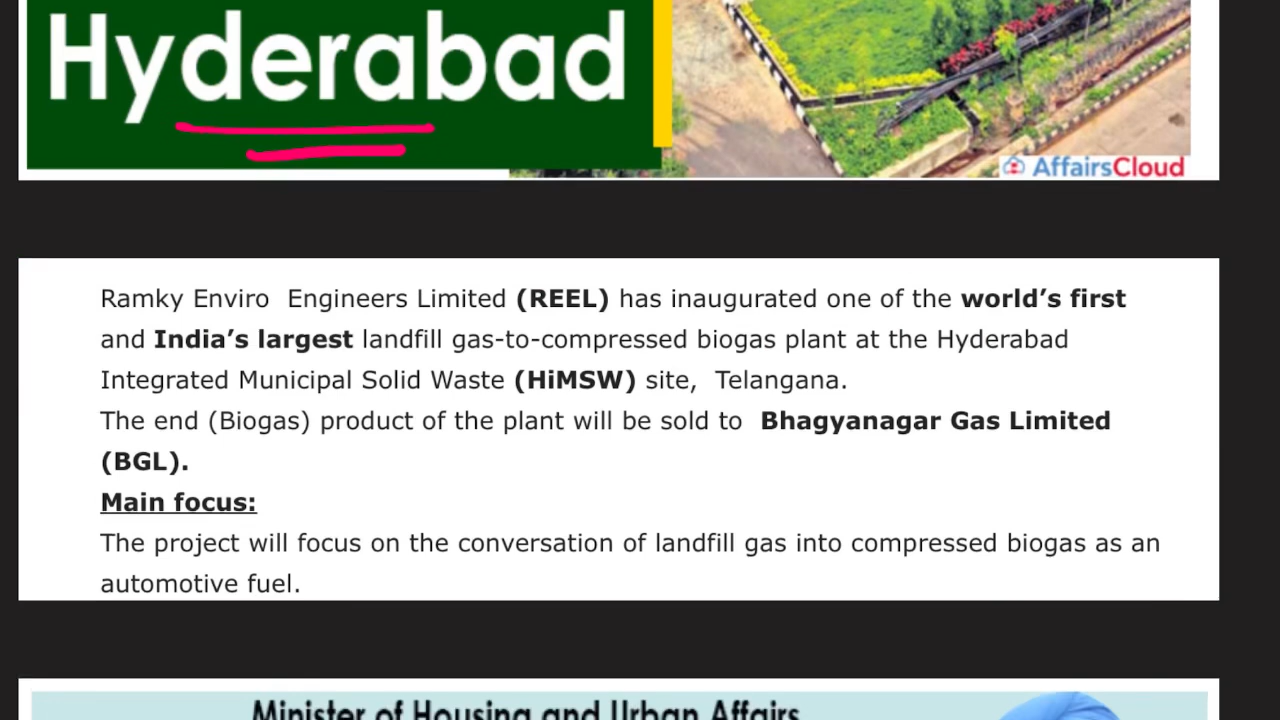 Hyderabad
AffairsCloud
Ramky Enviro  Engineers Limited (REEL) has inaugurated one of the world’s first
and India’s largest landfill gas-to-compressed biogas plant at the Hyderabad
Integrated Municipal Solid Waste (HiMSW) site,  Telangana.
The end (Biogas) product of the plant will be sold to  Bhagyanagar Gas Limited
(BGL).
Main focus:
The project will focus on the conversation of landfill gas into compressed biogas as an
automotive fuel.
Minister of Housing and Urban Affairs